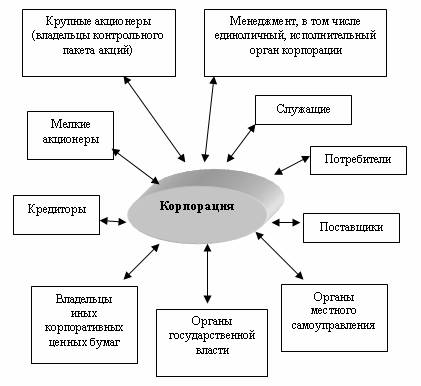 Крупные акционеры
(владельцы контрольного
пакета акций)
Менеджмент, в том числе
единоличный, исполнительный
орган корпорации
Служащие
Мелкие
акционеры
Потребители
Кредиторы
Корпорация
Поставщики
Владельцы
иных
корпоративных
ценных бумаг
Органы
государственной
власти
Органы
местного
самоуправления